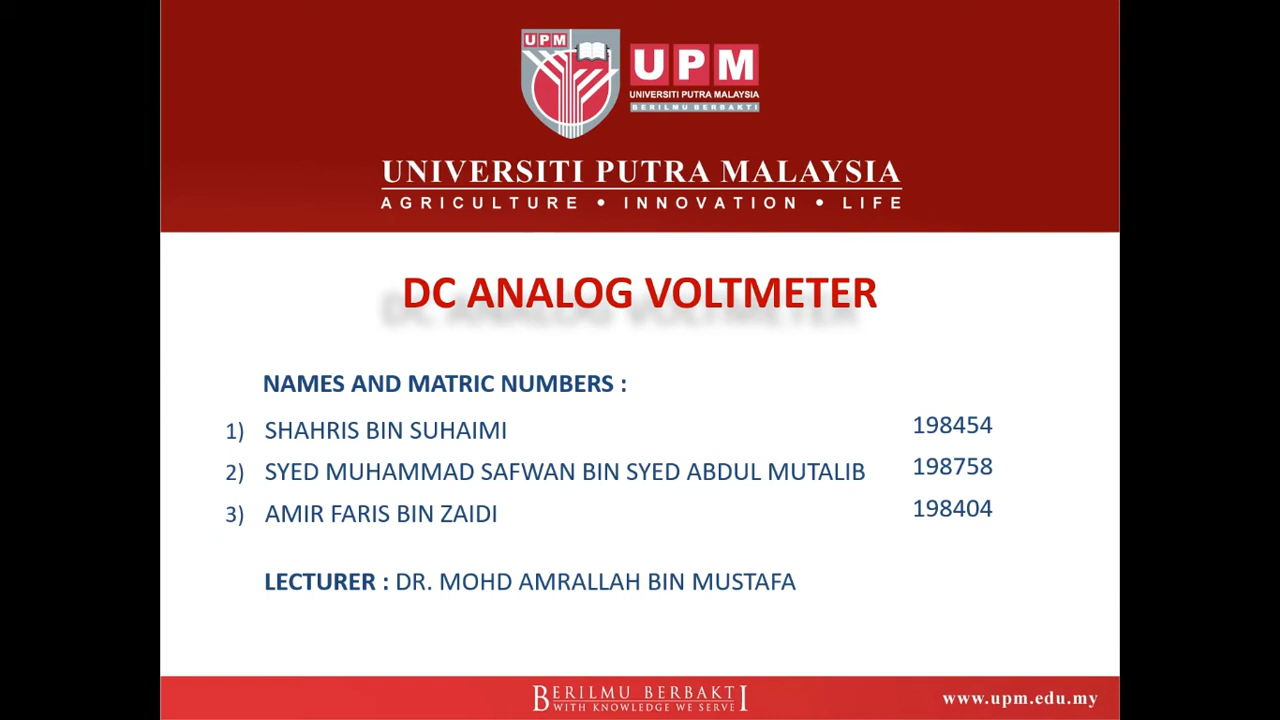 UPM
UPM
UNIVERSITI PUTRA MALAYSIA
BERILMU BERBAKTI
UNIVERSITI PUTRA MALAYSIA
AGRICULTURE • INNOVATION • LIFE
DC ANALOG VOLTMETER
NAMES AND MATRIC NUMBERS :
1) SHAHRIS BIN SUHAIMI 198454
2) SYED MUHAMMAD SAFWAN BIN SYED ABDUL MUTALIB 198758
3) AMIR FARIS BIN ZAIDI 198404
LECTURER : DR. MOHD AMRALLAH BIN MUSTAFA
BERILMU BERBAKTI
WITH KNOWLEDGE WE SERVE
www.upm.edu.my